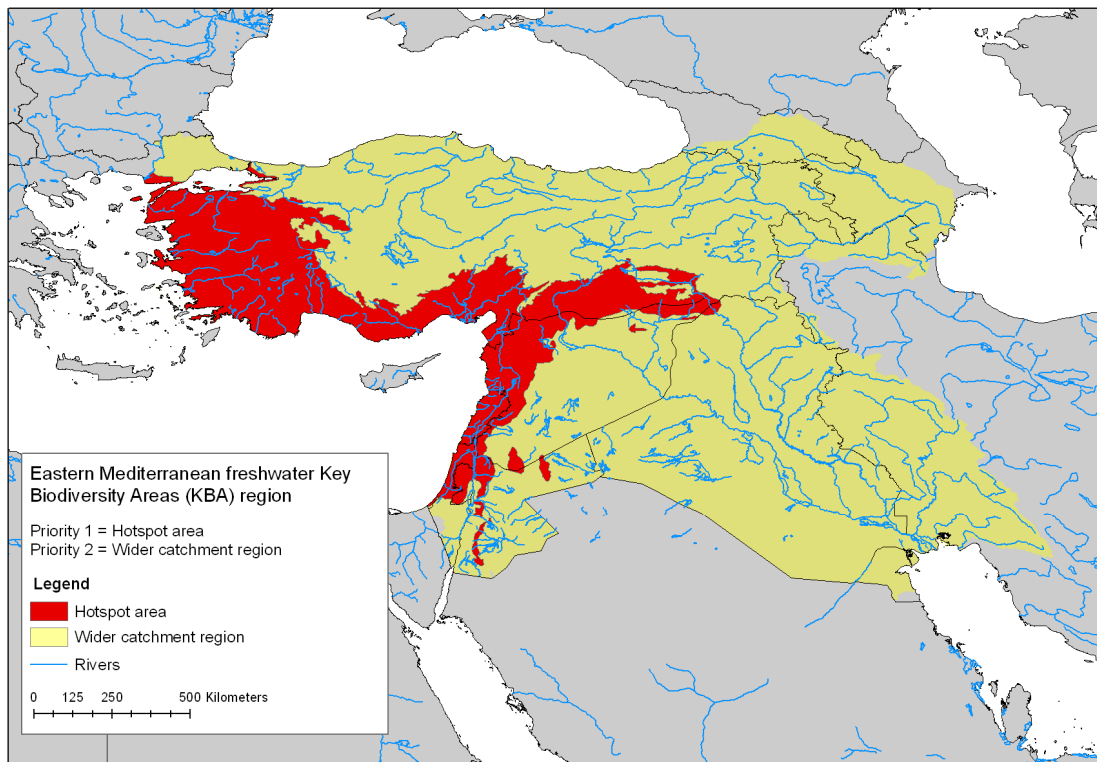 Eastern Mediterranean freshwater Key
Biodiversity Areas (KBA) region
Priority 1 = Hotspot area
Priority 2 = Wider catchment region
Legend
Hotspot area
Wider catchment region
Rivers
0 125 250 500 Kilometers